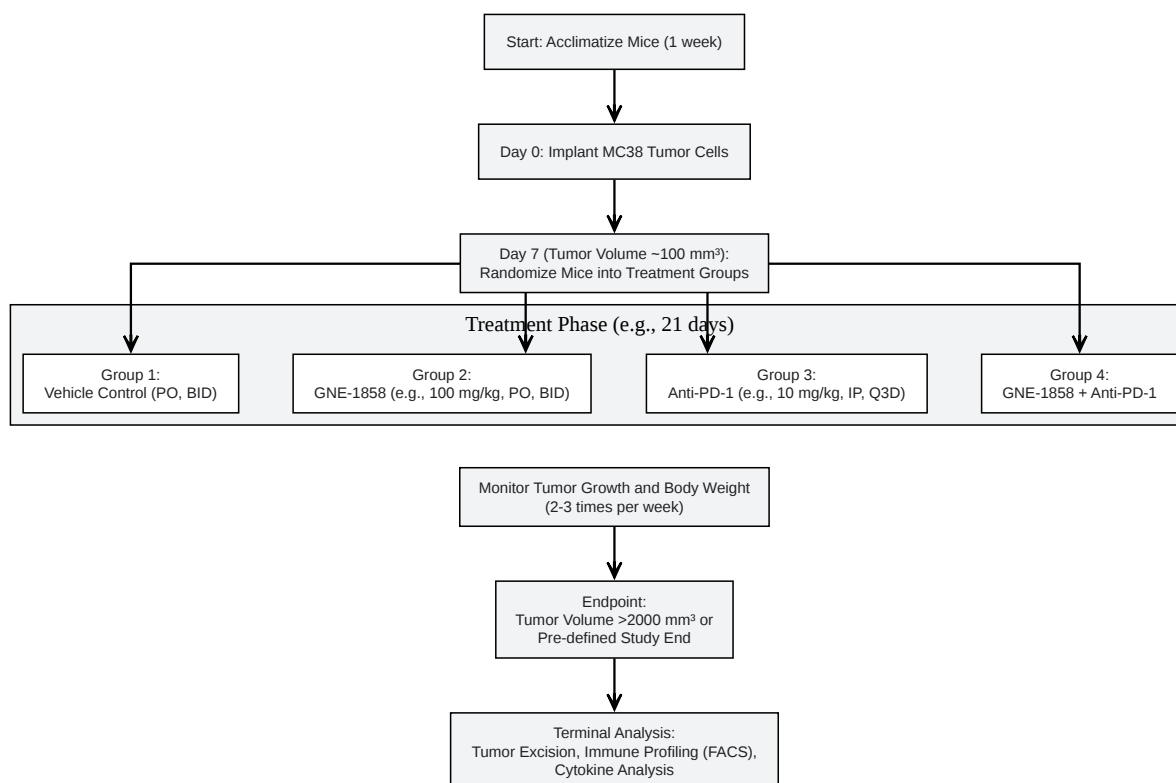 Start: Acclimatize Mice (1 week)
Day 0: Implant MC38 Tumor Cells
Day 7 (Tumor Volume ~100 mm³):
Randomize Mice into Treatment Groups
Treatment Phase (e.g., 21 days)
Group 1:
Vehicle Control (PO, BID)
Group 2:
GNE-1858 (e.g., 100 mg/kg, PO, BID)
Group 3:
Anti-PD-1 (e.g., 10 mg/kg, IP, Q3D)
Group 4:
GNE-1858 + Anti-PD-1
Monitor Tumor Growth and Body Weight
(2-3 times per week)
Endpoint:
Tumor Volume >2000 mm³ or
Pre-defined Study End
Terminal Analysis:
Tumor Excision, Immune Profiling (FACS),
Cytokine Analysis